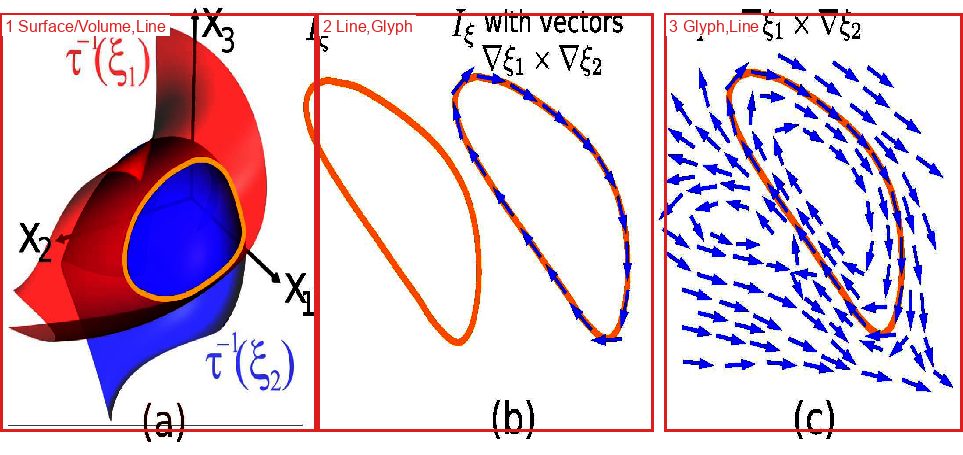 1 Surface/Volume,Line
X₃
τ⁻¹(ξ₁)
X₂
X₁
τ⁻¹(ξ₂)
(a)
2 Line,Glyph
I_ξ with vectors
∇ξ₁ × ∇ξ₂
(b)
3 Glyph,Line
∇ξ₁ × ∇ξ₂
(c)